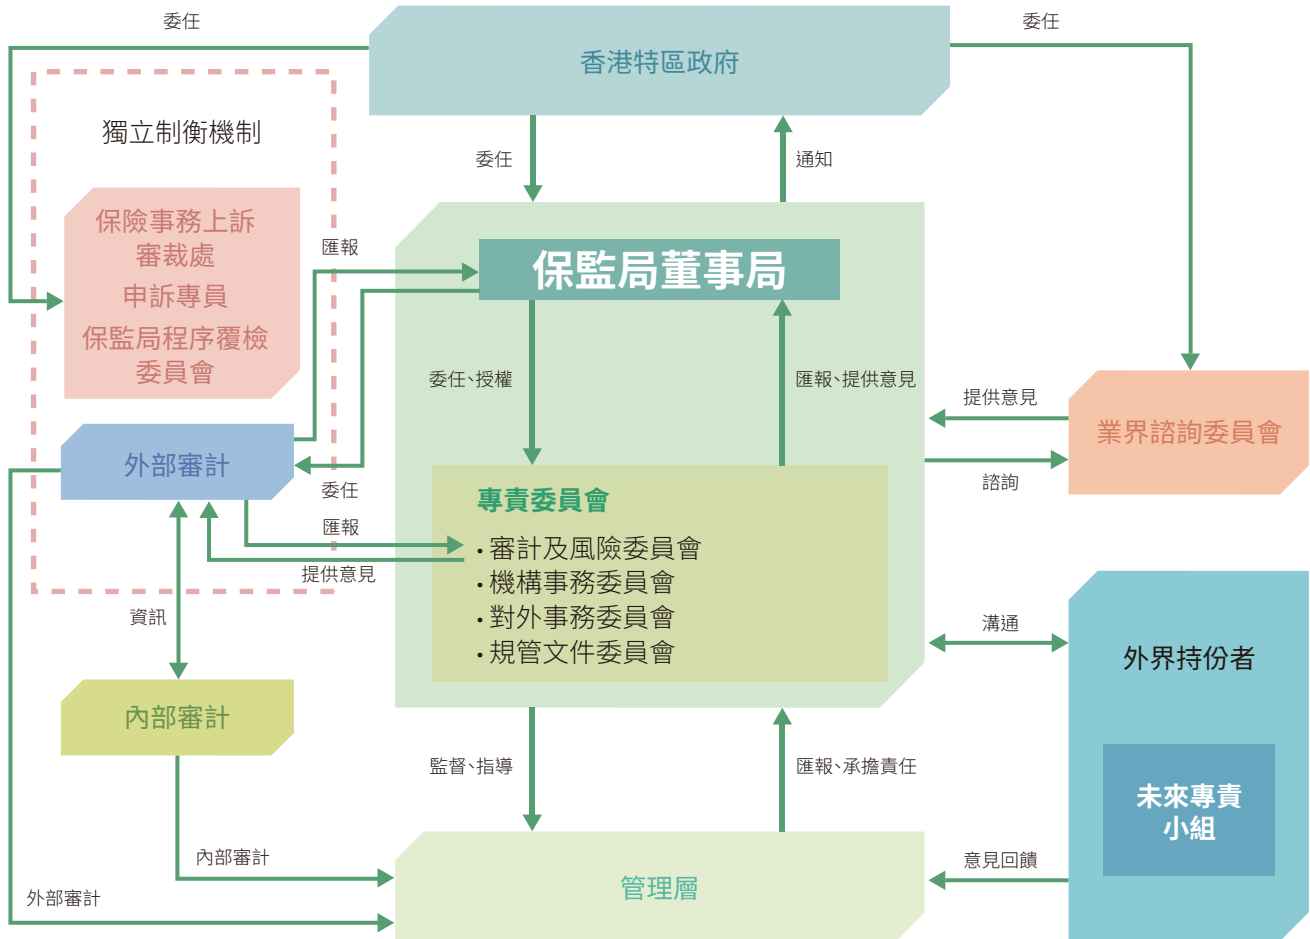 委任
委任
香港特區政府
獨立制衡機制
委任
通知
保險事務上訴
審裁處
申訴專員
保監局程序覆檢
委員會
匯報
保監局董事局
委任、授權
匯報、提供意見
提供意見
業界諮詢委員會
諮詢
外部審計
委任
匯報
提供意見
專責委員會
• 審計及風險委員會
• 機構事務委員會
• 對外事務委員會
• 規管文件委員會
資訊
溝通
外界持份者
內部審計
監督、指導
匯報、承擔責任
未來專責
小組
內部審計
外部審計
管理層
意見回饋